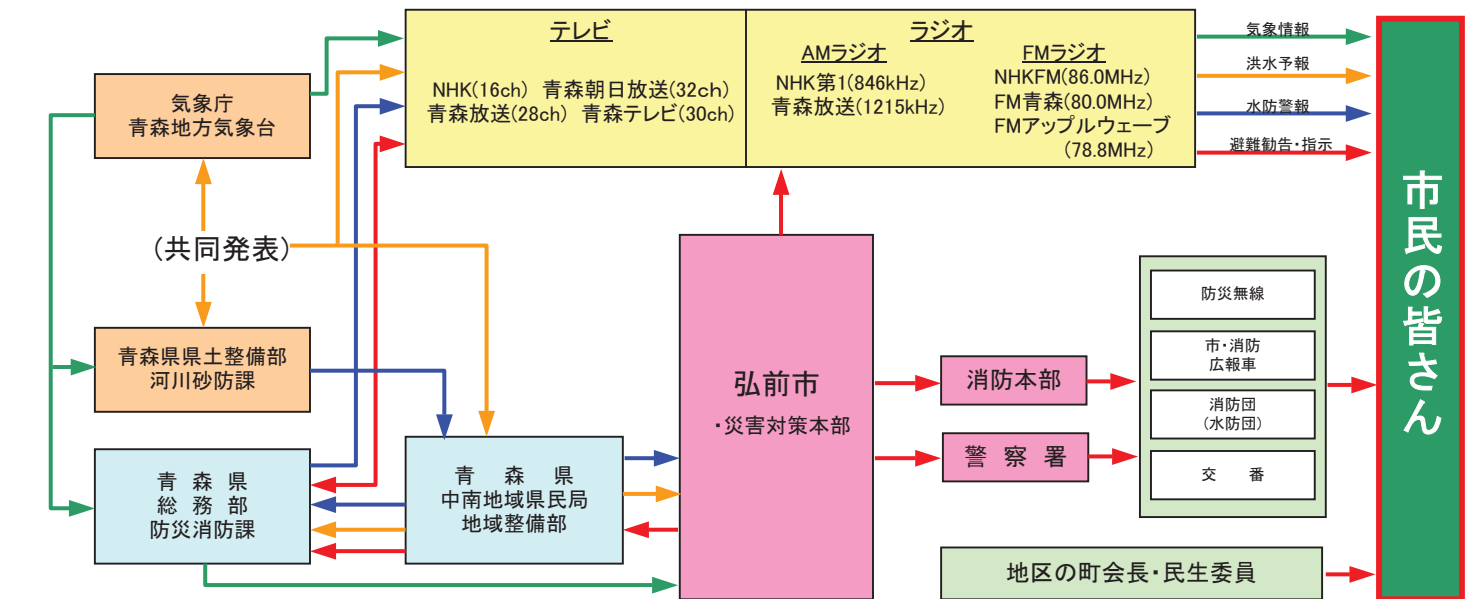 テレビ
NHK(16ch) 青森朝日放送(32ch)
青森放送(28ch) 青森テレビ(30ch)
ラジオ
AMラジオ
NHK第1(846kHz)
青森放送(1215kHz)
FMラジオ
NHKFM(86.0MHz)
FM青森(80.0MHz)
FMアップルウェーブ
(78.8MHz)
気象情報
洪水予報
水防警報
避難勧告・指示
市民の皆さん
気象庁
青森地方気象台
(共同発表)
青森県県土整備部
河川砂防課
青森県
総務部
防災消防課
青森県
中南地域県民局
地域整備部
弘前市
・災害対策本部
消防本部
警察署
防災無線
市・消防
広報車
消防団
(水防団)
交番
地区の町会長・民生委員